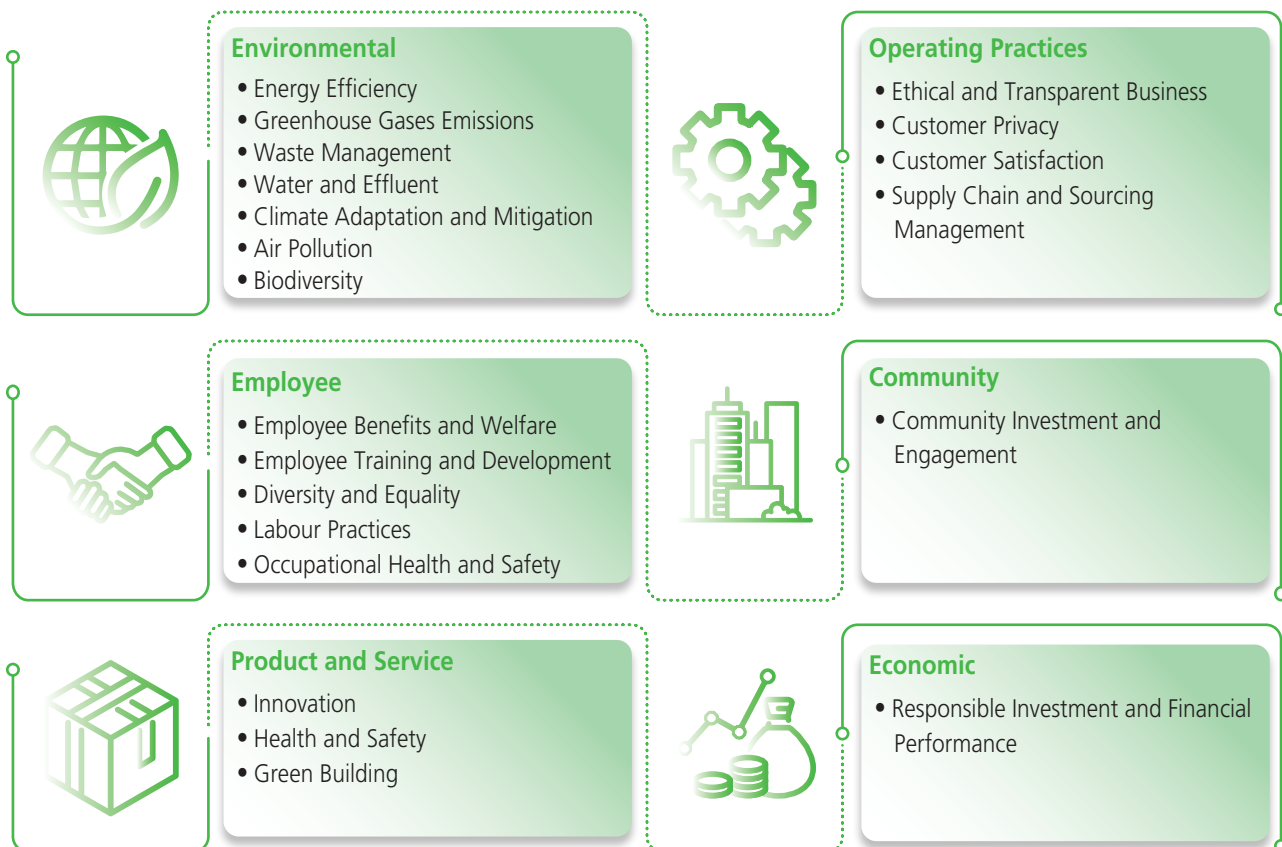 Environmental
• Energy Efficiency
• Greenhouse Gases Emissions
• Waste Management
• Water and Effluent
• Climate Adaptation and Mitigation
• Air Pollution
• Biodiversity
Operating Practices
• Ethical and Transparent Business
• Customer Privacy
• Customer Satisfaction
• Supply Chain and Sourcing
Management
Employee
• Employee Benefits and Welfare
• Employee Training and Development
• Diversity and Equality
• Labour Practices
• Occupational Health and Safety
Community
• Community Investment and
Engagement
Product and Service
• Innovation
• Health and Safety
• Green Building
Economic
• Responsible Investment and Financial
Performance